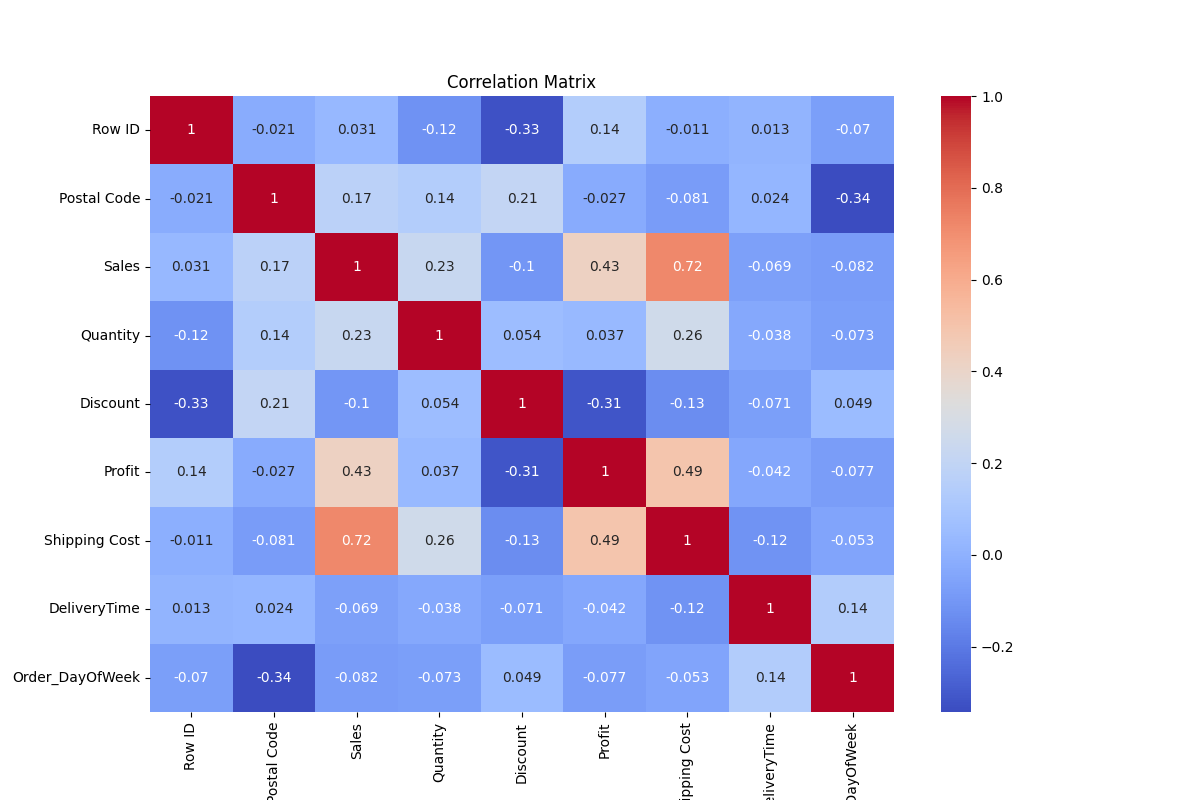 Correlation Matrix
Row ID 1 -0.021 0.031 -0.12 -0.33 0.14 -0.011 0.013 -0.07
Postal Code -0.021 1 0.17 0.14 0.21 -0.027 -0.081 0.024 -0.34
Sales 0.031 0.17 1 0.23 -0.1 0.43 0.72 -0.069 -0.082
Quantity -0.12 0.14 0.23 1 0.054 0.037 0.26 -0.038 -0.073
Discount -0.33 0.21 -0.1 0.054 1 -0.31 -0.13 -0.071 0.049
Profit 0.14 -0.027 0.43 0.037 -0.31 1 0.49 -0.042 -0.077
Shipping Cost -0.011 -0.081 0.72 0.26 -0.13 0.49 1 -0.12 -0.053
DeliveryTime 0.013 0.024 -0.069 -0.038 -0.071 -0.042 -0.12 1 0.14
Order_DayOfWeek -0.07 -0.34 -0.082 -0.073 0.049 -0.077 -0.053 0.14 1
Row ID
Postal Code
Sales
Quantity
Discount
Profit
ipping Cost
eliveryTime
DayOfWeek
1.0
0.8
0.6
0.4
0.2
0.0
−0.2